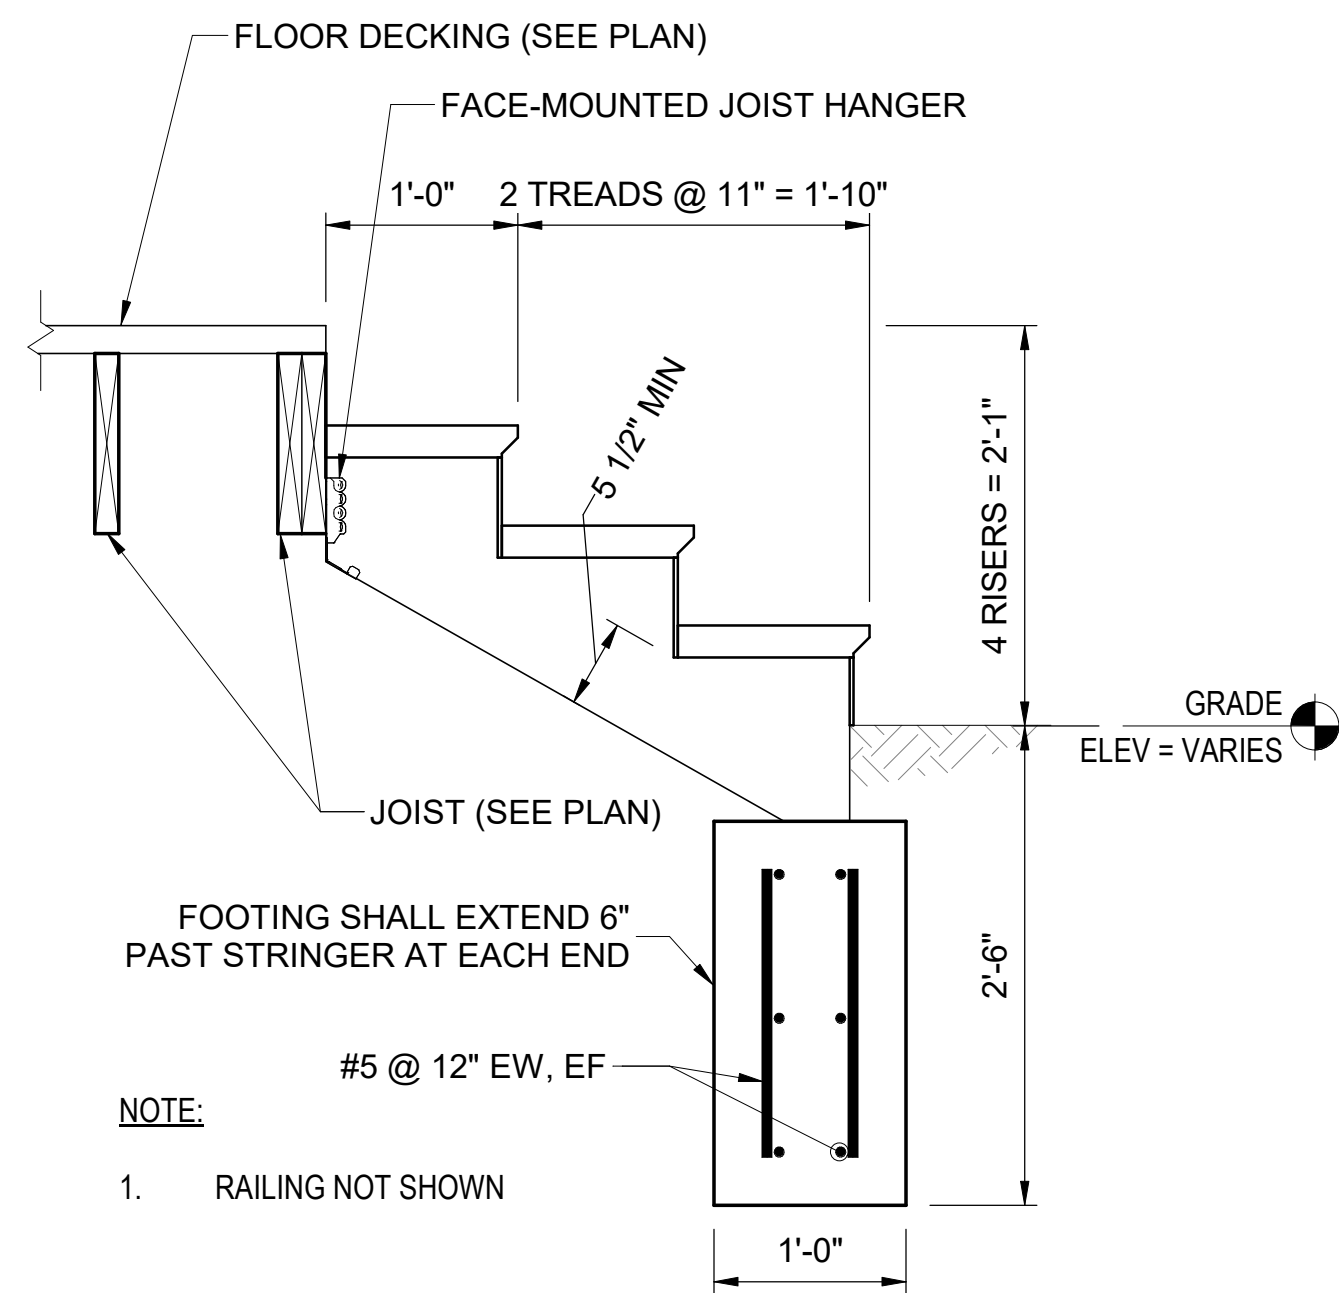 FLOOR DECKING (SEE PLAN)
FACE-MOUNTED JOIST HANGER
1'-0"
2 TREADS @ 11" = 1'-10"
5 1/2" MIN
4 RISERS = 2'-1"
GRADE
ELEV = VARIES
JOIST (SEE PLAN)
FOOTING SHALL EXTEND 6"
PAST STRINGER AT EACH END
2'-6"
#5 @ 12" EW, EF
NOTE:
1. RAILING NOT SHOWN
1'-0"